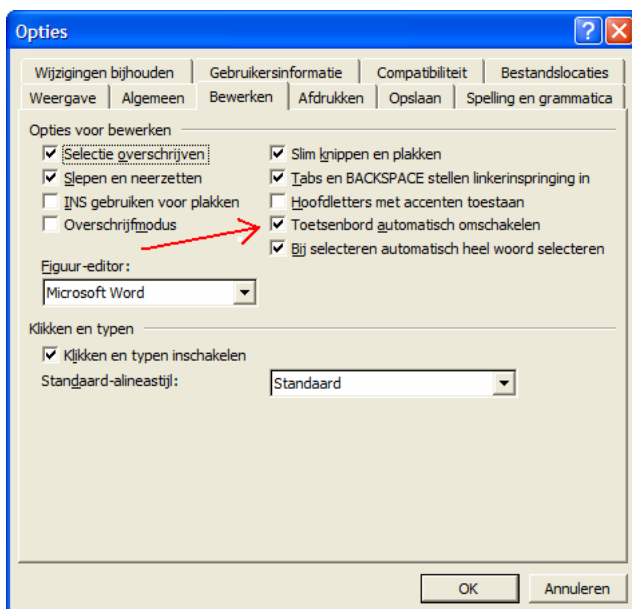 Opties
Wijzigingen bijhouden Gebruikersinformatie Compatibiliteit Bestandslocaties
Weergave Algemeen Bewerken Afdrukken Opslaan Spelling en grammatica
Opties voor bewerken
Selectie overschrijven Slim knippen en plakken
Slepen en neerzetten Tabs en BACKSPACE stellen linkerinspringing in
INS gebruiken voor plakken Hoofdletters met accenten toestaan
Overschrijfmodus Toetsenbord automatisch omschakelen
Bij selecteren automatisch heel woord selecteren
Figuur-editor:
Microsoft Word
Klikken en typen
Klikken en typen inschakelen
Standaard-alineastijl: Standaard
OK Annuleren